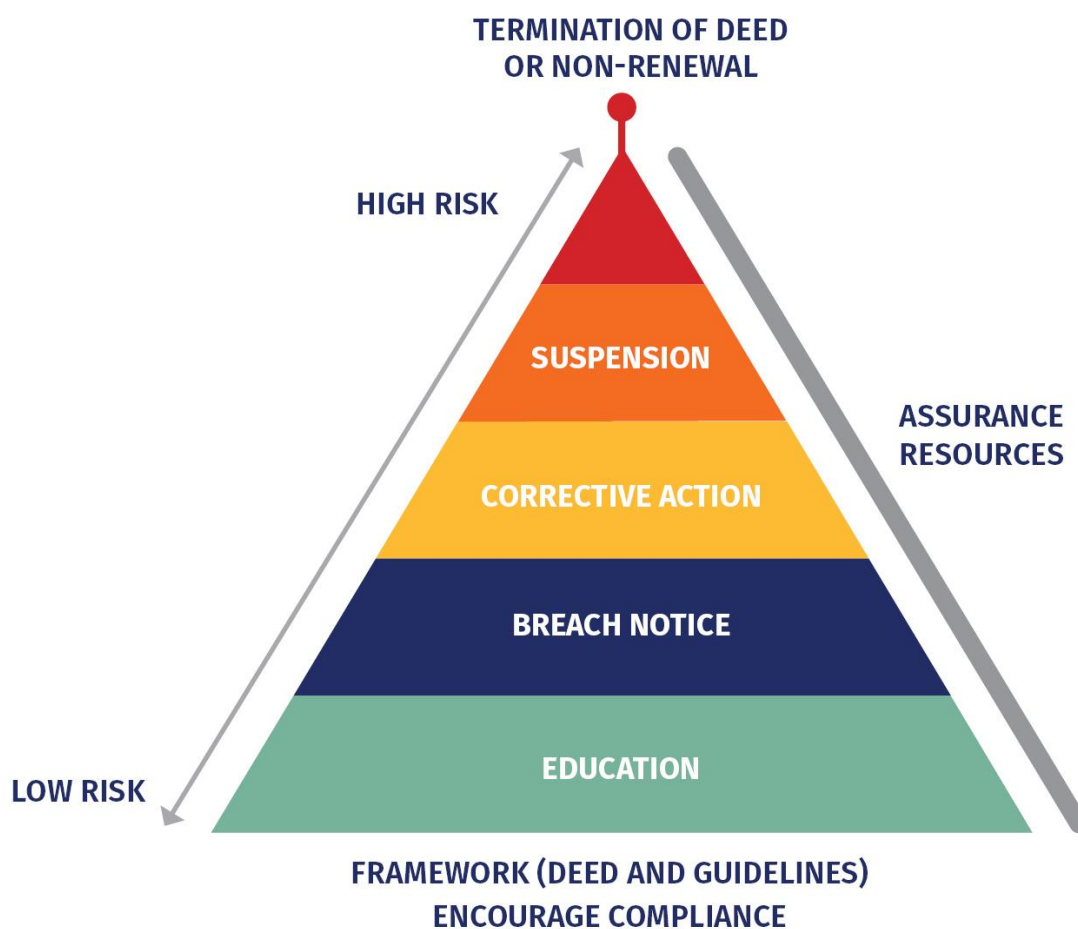 TERMINATION OF DEED
OR NON-RENEWAL
HIGH RISK
SUSPENSION
ASSURANCE
RESOURCES
CORRECTIVE ACTION
BREACH NOTICE
EDUCATION
LOW RISK
FRAMEWORK (DEED AND GUIDELINES)
ENCOURAGE COMPLIANCE